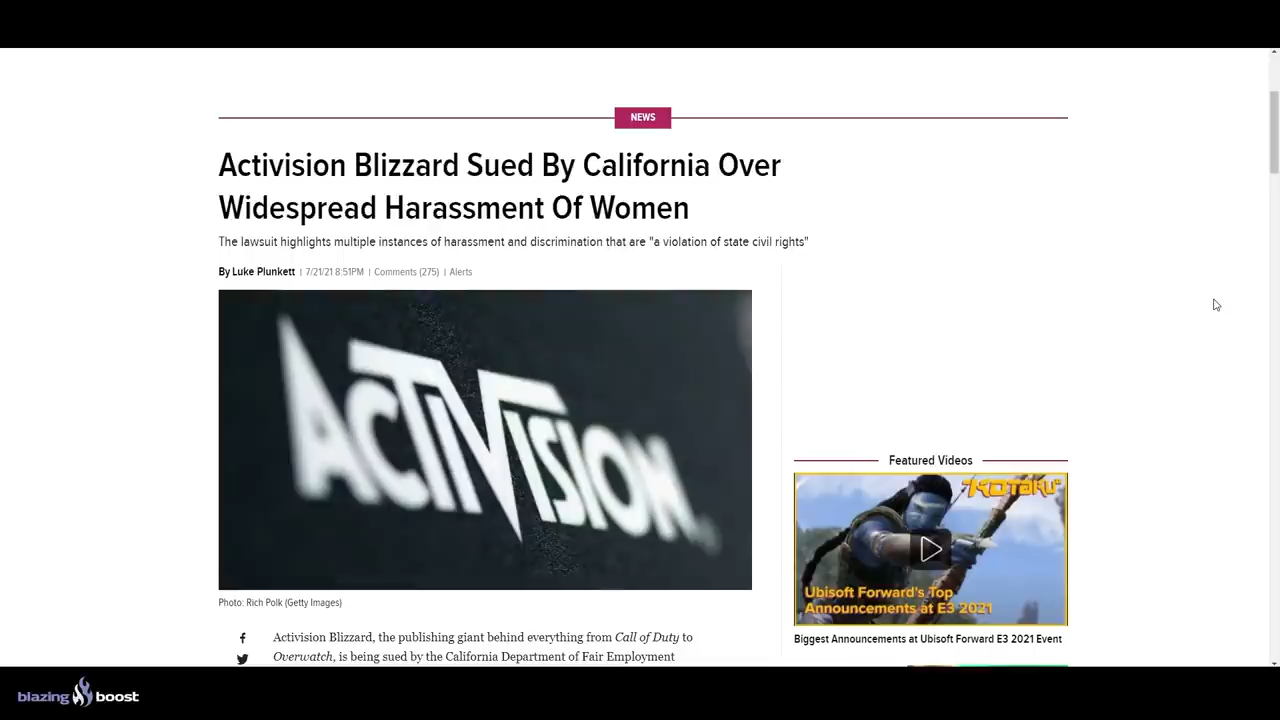 NEWS
Activision Blizzard Sued By California Over
Widespread Harassment Of Women
The lawsuit highlights multiple instances of harassment and discrimination that are "a violation of state civil rights"
By Luke Plunkett | 7/21/21 8:51PM | Comments (275) | Alerts
ACTIVISION
Photo: Rich Polk (Getty Images)
Activision Blizzard, the publishing giant behind everything from Call of Duty to
Overwatch, is being sued by the California Department of Fair Employment
Featured Videos
KOTAKU
Ubisoft Forward's Top
Announcements at E3 2021
Biggest Announcements at Ubisoft Forward E3 2021 Event
blazing boost